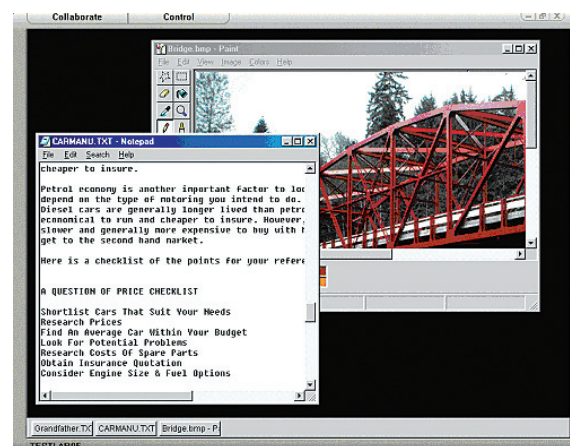 Collaborate Control
Bridge.bmp - Paint
File Edit View Image Colors Help
CARMANU.TXT - Notepad
File Edit Search Help
cheaper to insure.
Petrol economy is another important factor to loo
depend on the type of motoring you intend to do.
Diesel cars are generally longer lived than petro
economical to run and cheaper to insure. However,
slower and generally more expensive to buy with
get to the second hand market.
Here is a checklist of the points for your refere
A QUESTION OF PRICE CHECKLIST
Shortlist Cars That Suit Your Needs
Research Prices
Find An Average Car Within Your Budget
Look For Potential Problems
Research Costs Of Spare Parts
Obtain Insurance Quotation
Consider Engine Size & Fuel Options
Grandfather.TX CARMANU.TXT Bridge.bmp - P